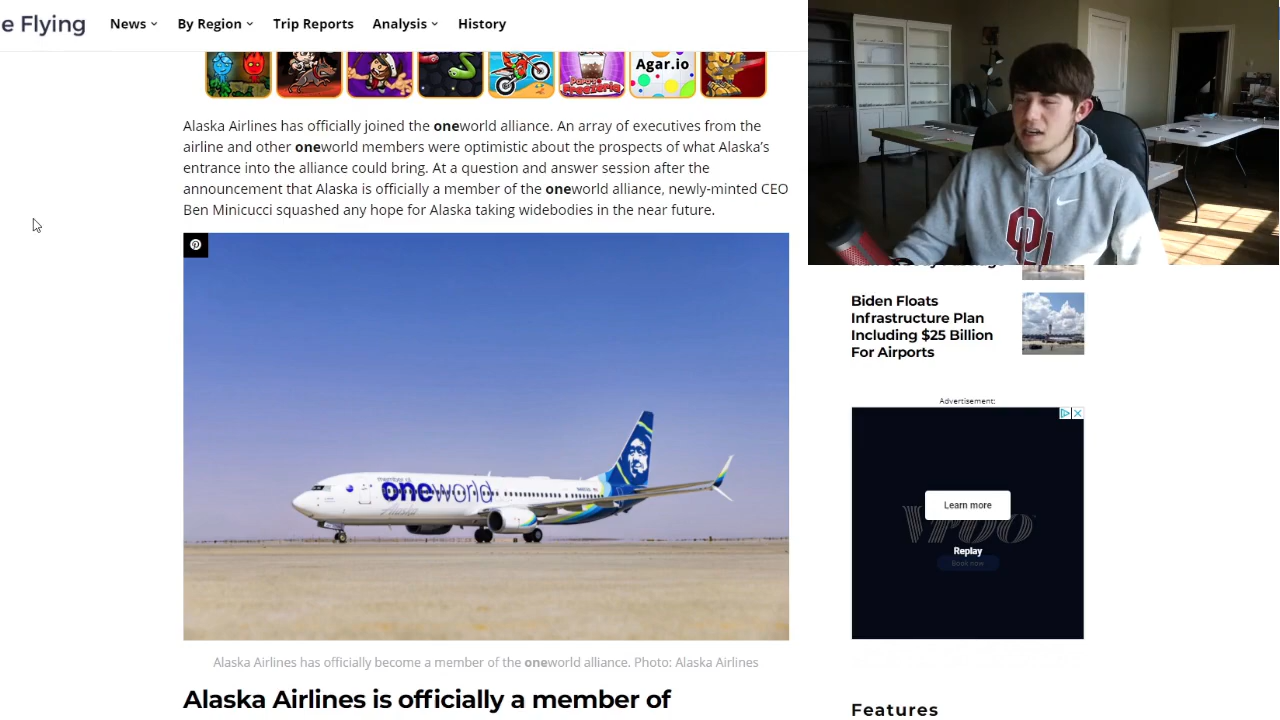 e Flying
News
By Region
Trip Reports
Analysis
History
Agar.io
Alaska Airlines has officially joined the oneworld alliance. An array of executives from the
airline and other oneworld members were optimistic about the prospects of what Alaska's
entrance into the alliance could bring. At a question and answer session after the
announcement that Alaska is officially a member of the oneworld alliance, newly-minted CEO
Ben Minicucci squashed any hope for Alaska taking widebodies in the near future.
oneworld
Alaska
Alaska Airlines has officially become a member of the oneworld alliance. Photo: Alaska Airlines
Alaska Airlines is officially a member of
OU
Biden Floats
Infrastructure Plan
Including $25 Billion
For Airports
Advertisement:
Learn more
Vroo
Replay
Book now
Features